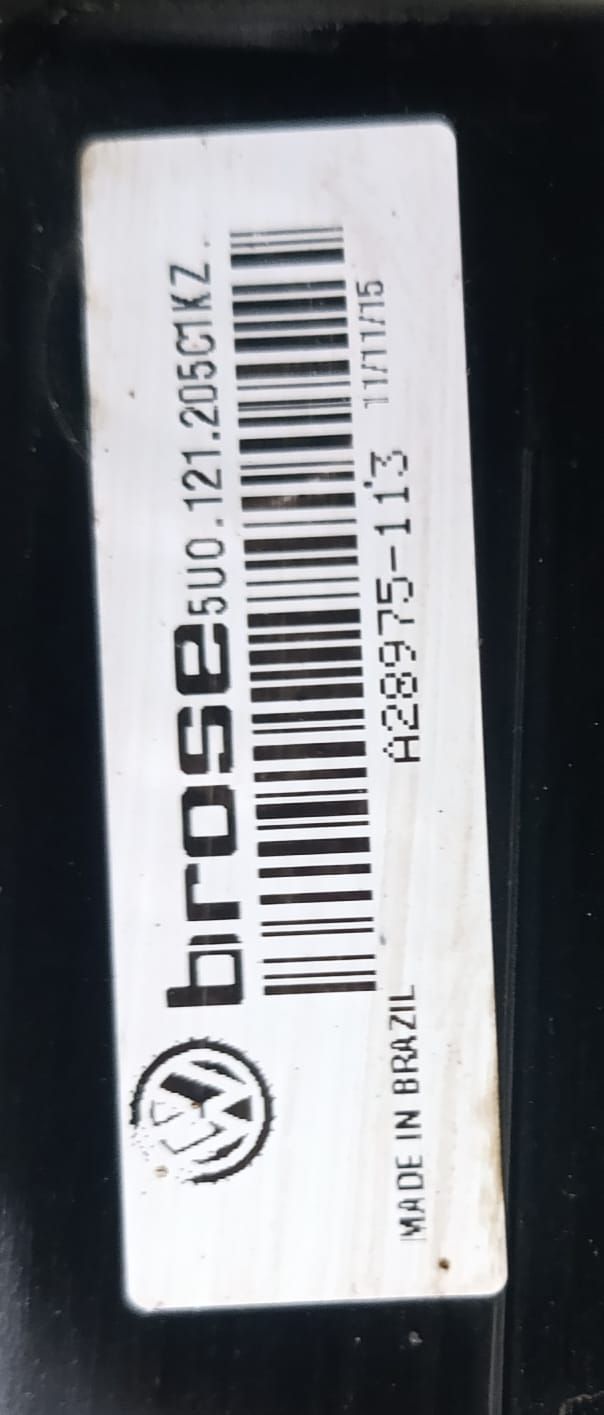 brose 5U0.121.205C1KZ.
11/11/15
A28975-113
MADE IN BRAZIL